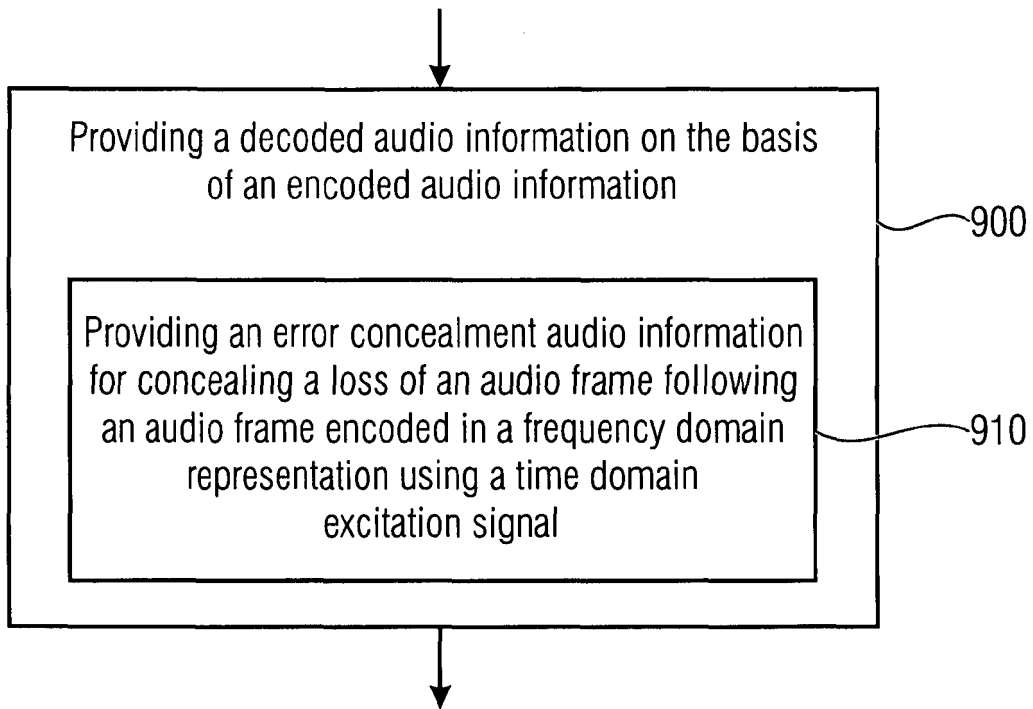 Providing a decoded audio information on the basis
of an encoded audio information
900
Providing an error concealment audio information
for concealing a loss of an audio frame following
an audio frame encoded in a frequency domain
representation using a time domain
excitation signal
910